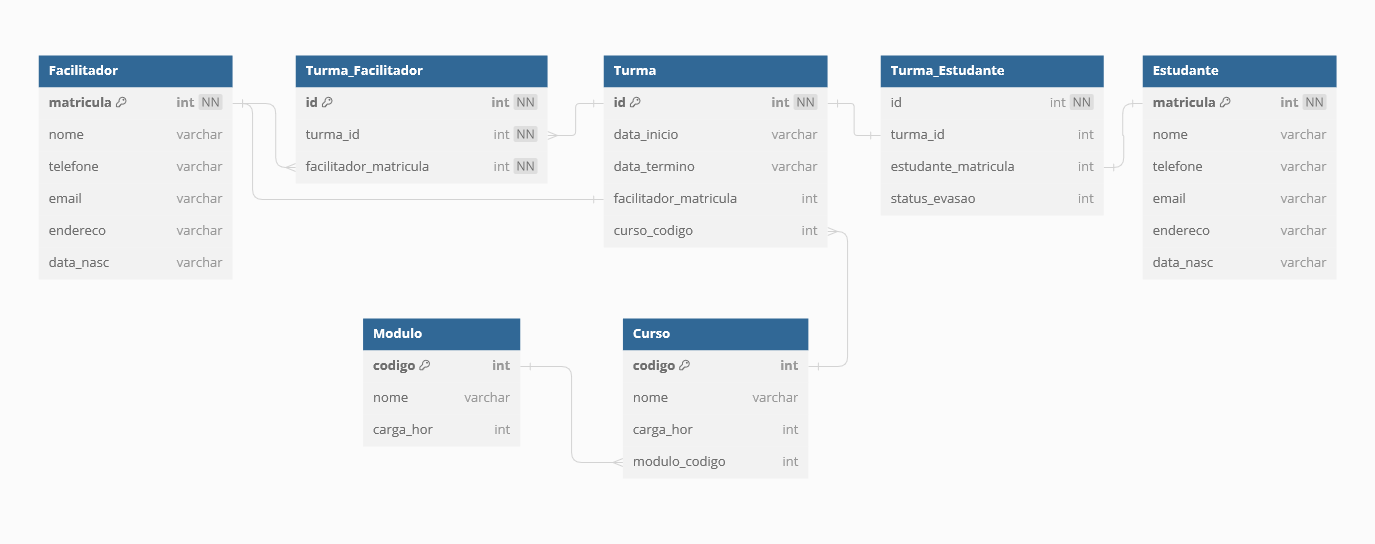 Facilitador
matricula int NN
nome varchar
telefone varchar
email varchar
endereco varchar
data_nasc varchar
Turma_Facilitador
id int NN
turma_id int NN
facilitador_matricula int NN
Turma
id int NN
data_inicio varchar
data_termino varchar
facilitador_matricula int
curso_codigo int
Turma_Estudante
id int NN
turma_id int
estudante_matricula int
status_evasao int
Estudante
matricula int NN
nome varchar
telefone varchar
email varchar
endereco varchar
data_nasc varchar
Modulo
codigo int
nome varchar
carga_hor int
Curso
codigo int
nome varchar
carga_hor int
modulo_codigo int